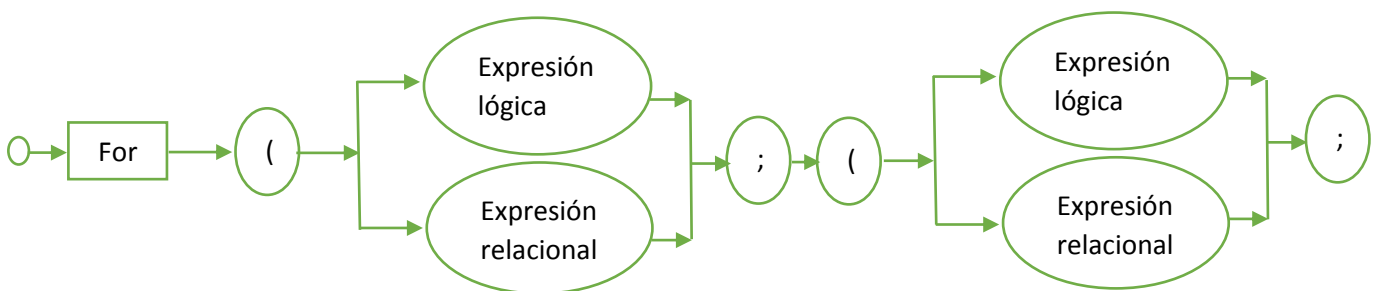 For
(
Expresión
lógica
Expresión
relacional
;
(
Expresión
lógica
Expresión
relacional
;